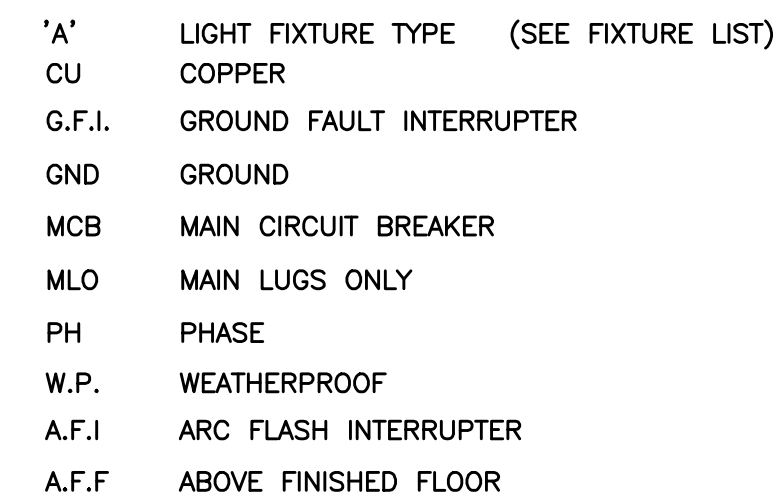 'A' LIGHT FIXTURE TYPE (SEE FIXTURE LIST)
CU COPPER
G.F.I. GROUND FAULT INTERRUPTER
GND GROUND
MCB MAIN CIRCUIT BREAKER
MLO MAIN LUGS ONLY
PH PHASE
W.P. WEATHERPROOF
A.F.I ARC FLASH INTERRUPTER
A.F.F ABOVE FINISHED FLOOR